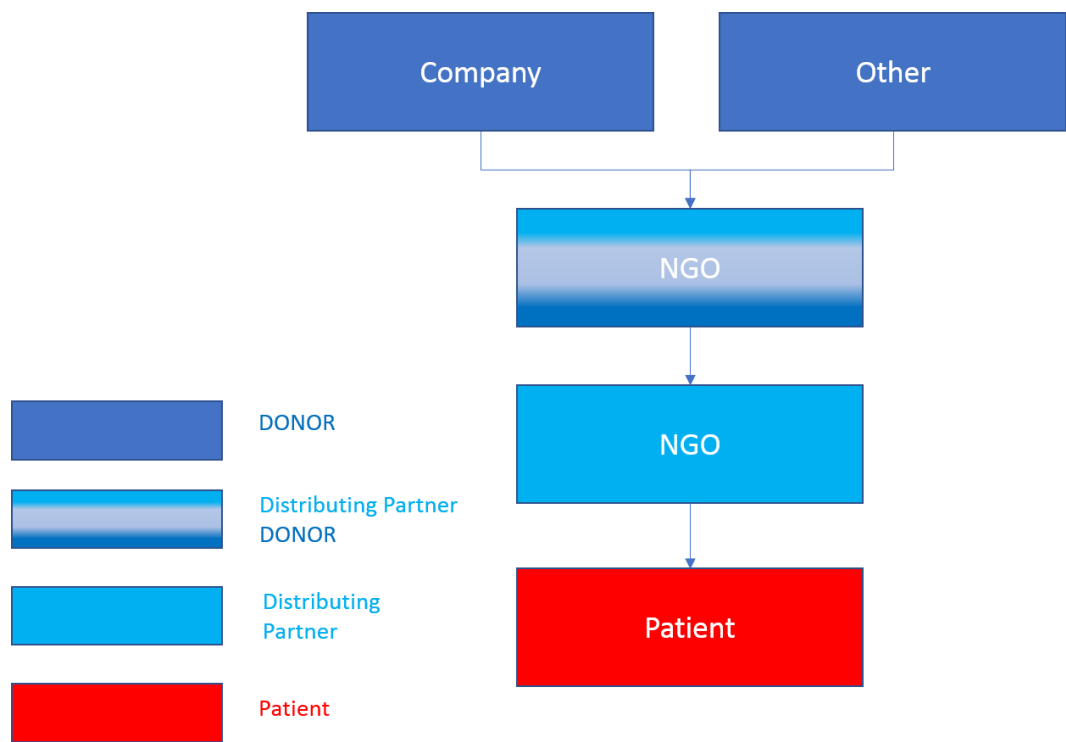 Company
Other
NGO
NGO
Patient
DONOR
Distributing Partner
DONOR
Distributing
Partner
Patient